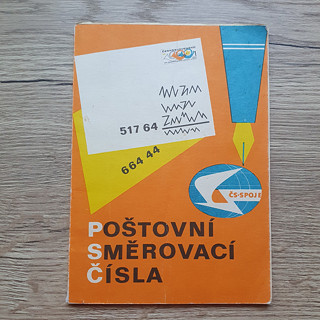 517 64
664 44
ČS-SPOJE
POŠTOVNÍ
SMĚROVACÍ
ČÍSLA